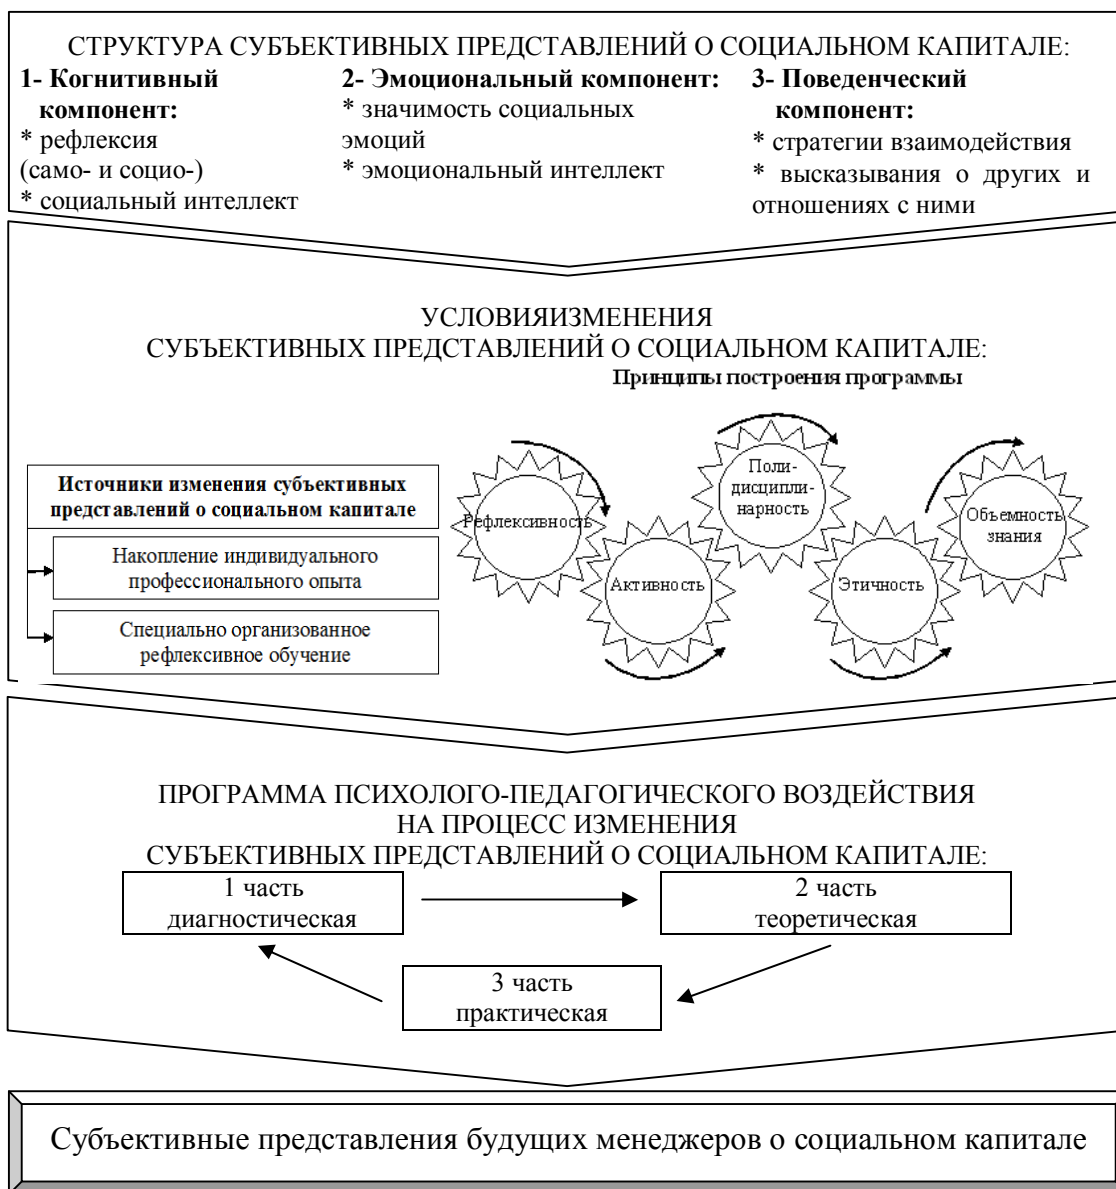 СТРУКТУРА СУБЪЕКТИВНЫХ ПРЕДСТАВЛЕНИЙ О СОЦИАЛЬНОМ КАПИТАЛЕ:
1- Когнитивный
компонент:
* рефлексия
(само- и социо-)
* социальный интеллект
2- Эмоциональный компонент:
* значимость социальных
эмоций
* эмоциональный интеллект
3- Поведенческий
компонент:
* стратегии взаимодействия
* высказывания о других и
отношениях с ними
УСЛОВИЯИЗМЕНЕНИЯ
СУБЪЕКТИВНЫХ ПРЕДСТАВЛЕНИЙ О СОЦИАЛЬНОМ КАПИТАЛЕ:
Принципы построения программы
Источники изменения субъективных
представлений о социальном капитале
Накопление индивидуального
профессионального опыта
Специально организованное
рефлексивное обучение
Рефлексивность
Активность
Поли-
дисципли-
нарность
Этичность
Объемность
знания
ПРОГРАММА ПСИХОЛОГО-ПЕДАГОГИЧЕСКОГО ВОЗДЕЙСТВИЯ
НА ПРОЦЕСС ИЗМЕНЕНИЯ
СУБЪЕКТИВНЫХ ПРЕДСТАВЛЕНИЙ О СОЦИАЛЬНОМ КАПИТАЛЕ:
1 часть
диагностическая
2 часть
теоретическая
3 часть
практическая
Субъективные представления будущих менеджеров о социальном капитале